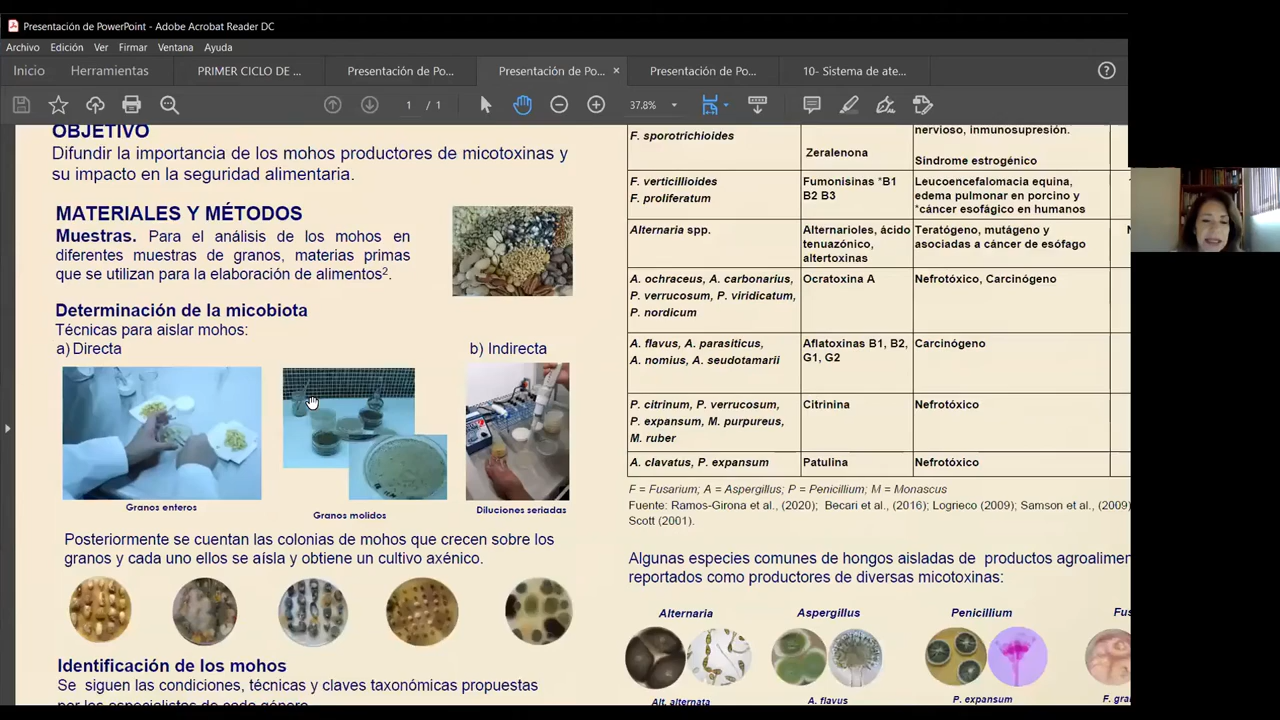 Presentación de PowerPoint - Adobe Acrobat Reader DC
Archivo Edición Ver Firmar Ventana Ayuda
Inicio Herramientas PRIMER CICLO DE ... Presentación de Po... Presentación de Po... × Presentación de Po... 10- Sistema de ate...
1 / 1 37.8%
OBJETIVO
Difundir la importancia de los mohos productores de micotoxinas y
su impacto en la seguridad alimentaria.
MATERIALES Y MÉTODOS
Muestras. Para el análisis de los mohos en
diferentes muestras de granos, materias primas
que se utilizan para la elaboración de alimentos².
Determinación de la micobiota
Técnicas para aislar mohos:
a) Directa b) Indirecta
Granos enteros
Granos molidos
Diluciones seriadas
Posteriormente se cuentan las colonias de mohos que crecen sobre los
granos y cada uno ellos se aísla y obtiene un cultivo axénico.
Identificación de los mohos
Se siguen las condiciones, técnicas y claves taxonómicas propuestas
por los especialistas de cada género
nervioso, inmunosupresión.
F. sporotrichioides
Zeralenona
Síndrome estrogénico
F. verticillioides Fumonisinas *B1 Leucoencefalomacia equina,
F. proliferatum B2 B3 edema pulmonar en porcino y
*cáncer esofágico en humanos
Alternaria spp. Alternarioles, ácido Teratógeno, mutágeno y
tenuazónico, asociadas a cáncer de esófago
altertoxinas
A. ochraceus, A. carbonarius, Ocratoxina A Nefrotóxico, Carcinógeno
P. verrucosum, P. viridicatum,
P. nordicum
A. flavus, A. parasiticus, Aflatoxinas B1, B2, Carcinógeno
A. nomius, A. seudotamarii G1, G2
P. citrinum, P. verrucosum, Citrinina Nefrotóxico
P. expansum, M. purpureus,
M. ruber
A. clavatus, P. expansum Patulina Nefrotóxico
F = Fusarium; A = Aspergillus; P = Penicillium; M = Monascus
Fuente: Ramos-Girona et al., (2020) Becari et al., (2016); Logrieco (2009); Samson et al., (2009)
Scott (2001).
Algunas especies comunes de hongos aisladas de productos agroalimen
reportados como productores de diversas micotoxinas:
Alternaria Aspergillus Penicillium Fus
Alt. alternata A. flavus P. expansum F. gra